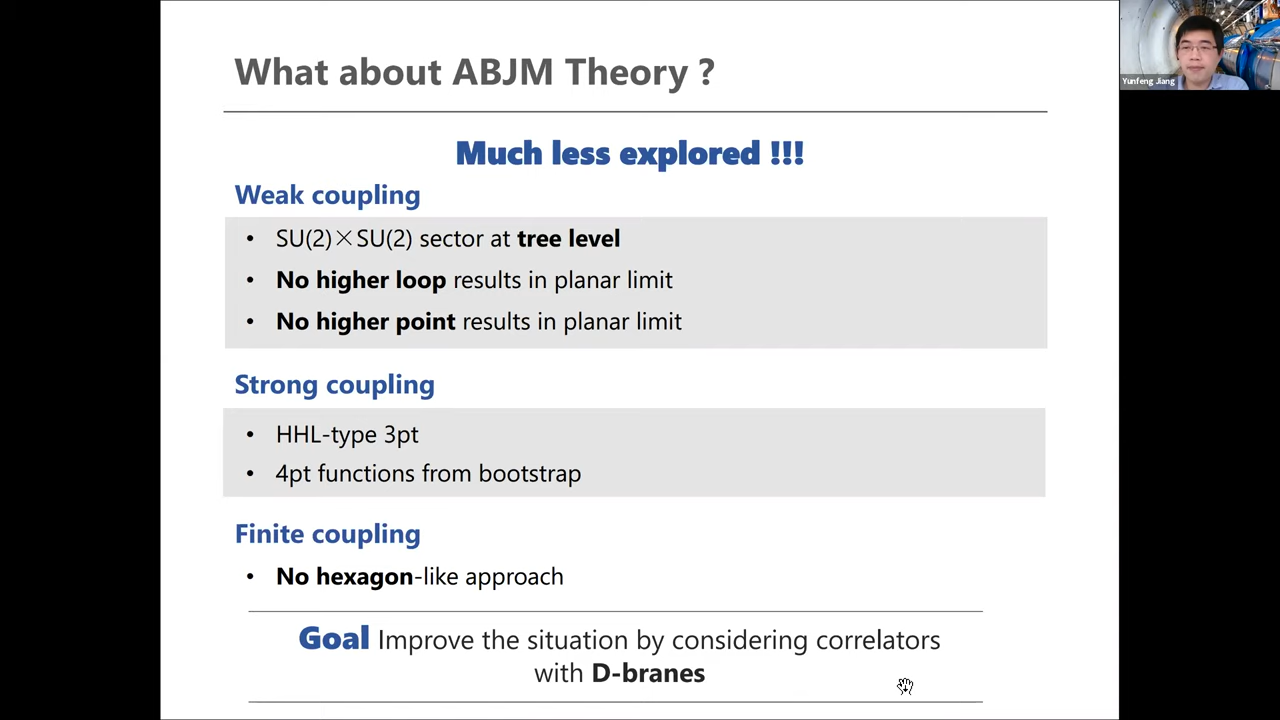 What about ABJM Theory ?
Yunfeng Jiang
Much less explored !!!
Weak coupling
• SU(2)×SU(2) sector at tree level
• No higher loop results in planar limit
• No higher point results in planar limit
Strong coupling
• HHL-type 3pt
• 4pt functions from bootstrap
Finite coupling
• No hexagon-like approach
Goal Improve the situation by considering correlators
with D-branes